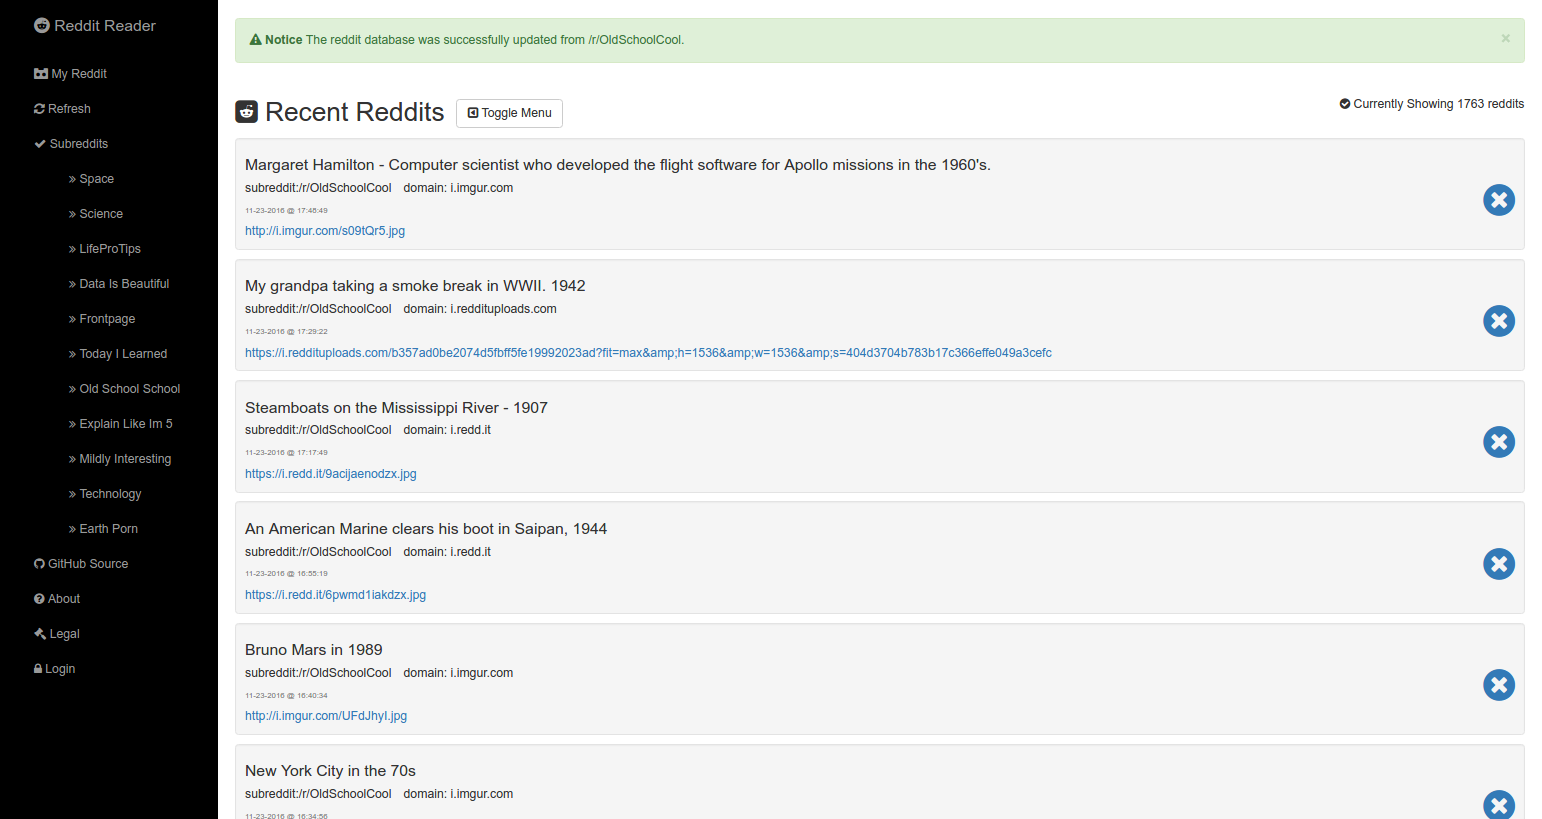 Reddit Reader
My Reddit
Refresh
Subreddits
» Space
» Science
» LifeProTips
» Data Is Beautiful
» Frontpage
» Today I Learned
» Old School School
» Explain Like Im 5
» Mildly Interesting
» Technology
» Earth Porn
GitHub Source
About
Legal
Login
Notice The reddit database was successfully updated from /r/OldSchoolCool.
×
Recent Reddits
Toggle Menu
Currently Showing 1763 reddits
Margaret Hamilton - Computer scientist who developed the flight software for Apollo missions in the 1960's.
subreddit:/r/OldSchoolCool domain: i.imgur.com
11-23-2016 @ 17:46:49
http://i.imgur.com/s09tQr5.jpg
My grandpa taking a smoke break in WWII. 1942
subreddit:/r/OldSchoolCool domain: i.reddituploads.com
11-23-2016 @ 17:29:22
https://i.reddituploads.com/b357ad0be2074d5fbff5fe19992023ad?fit=max&amp;h=1536&amp;w=1536&amp;s=404d3704b783b17c366effe049a3cefc
Steamboats on the Mississippi River - 1907
subreddit:/r/OldSchoolCool domain: i.redd.it
11-23-2016 @ 17:17:49
https://i.redd.it/9acijaenodzx.jpg
An American Marine clears his boot in Saipan, 1944
subreddit:/r/OldSchoolCool domain: i.redd.it
11-23-2016 @ 16:55:19
https://i.redd.it/6pwmd1iakdzx.jpg
Bruno Mars in 1989
subreddit:/r/OldSchoolCool domain: i.imgur.com
11-23-2016 @ 16:40:34
http://i.imgur.com/UFdJhyI.jpg
New York City in the 70s
subreddit:/r/OldSchoolCool domain: i.imgur.com
11-23-2016 @ 16:34:56